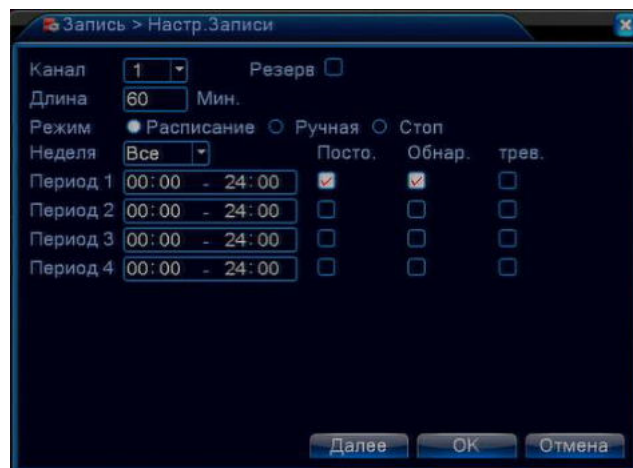 Запись > Настр.Записи
Канал 1 Резерв
Длина 60 Мин.
Режим Расписание Ручная Стоп
Неделя Все Посто. Обнар. трев.
Период 1 00:00 - 24:00
Период 2 00:00 - 24:00
Период 3 00:00 - 24:00
Период 4 00:00 - 24:00
Далее OK Отмена